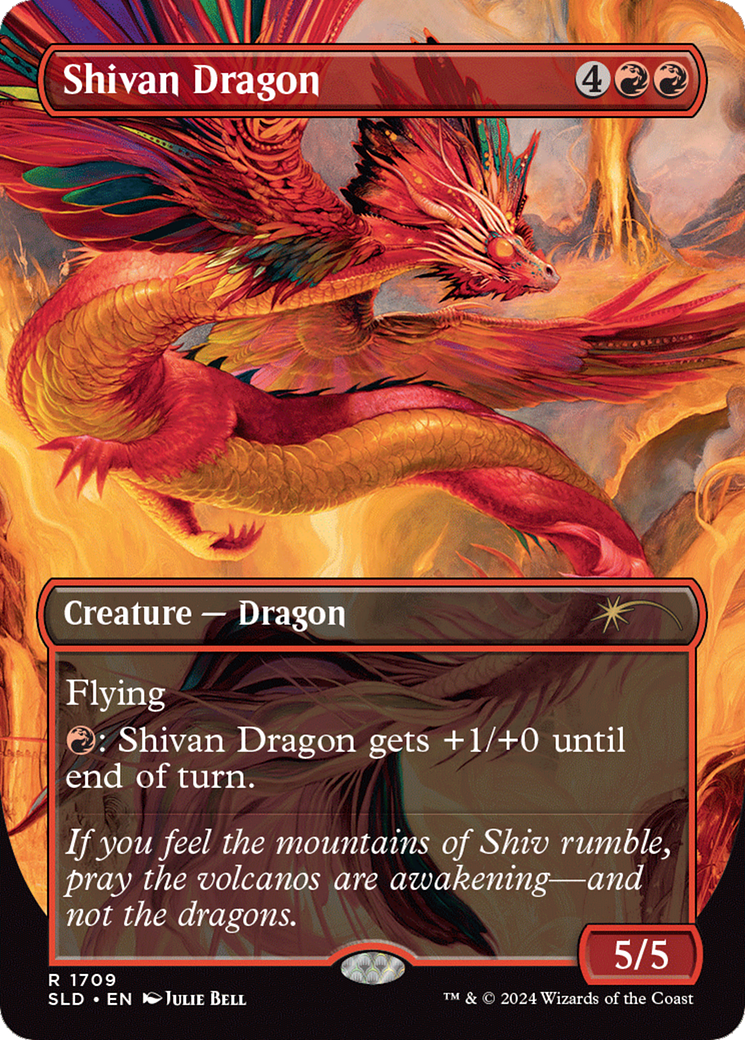 Shivan Dragon 4
Creature — Dragon
Flying
: Shivan Dragon gets +1/+0 until
end of turn.
If you feel the mountains of Shiv rumble,
pray the volcanos are awakening—and
not the dragons.
5/5
R 1709
SLD • EN Julie Bell
™ & © 2024 Wizards of the Coast